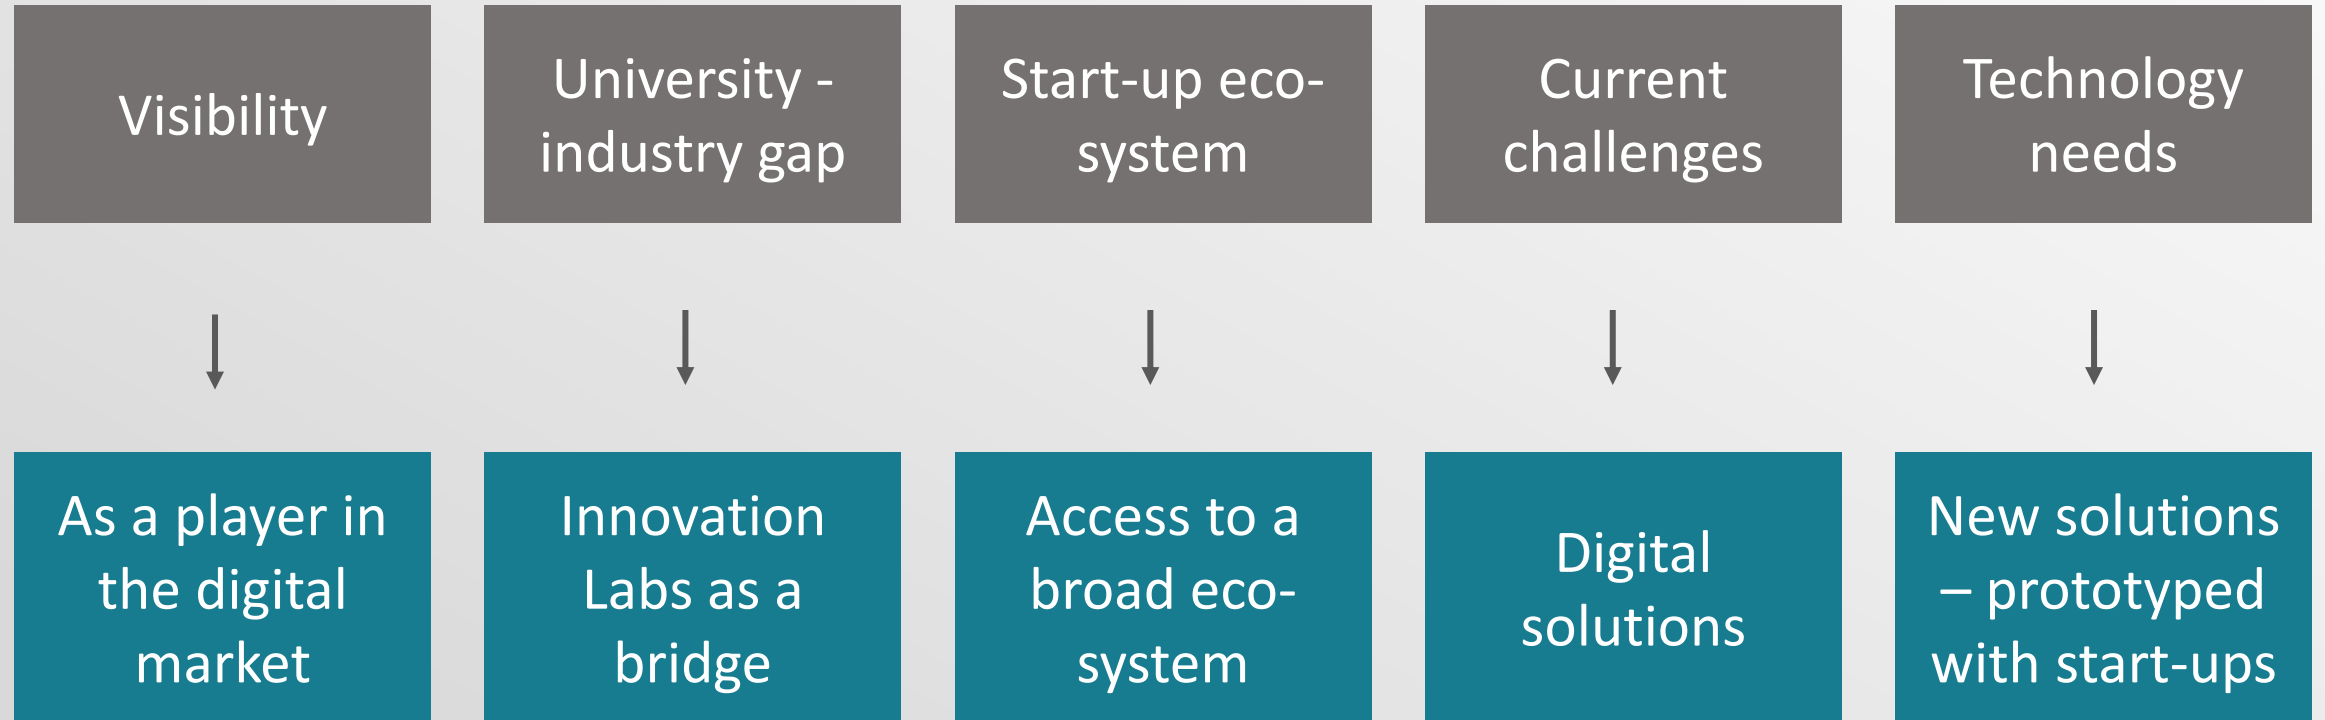 Visibility
University -
industry gap
Start-up eco-
system
Current
challenges
Technology
needs
As a player in
the digital
market
Innovation
Labs as a
bridge
Access to a
broad eco-
system
Digital
solutions
New solutions
– prototyped
with start-ups